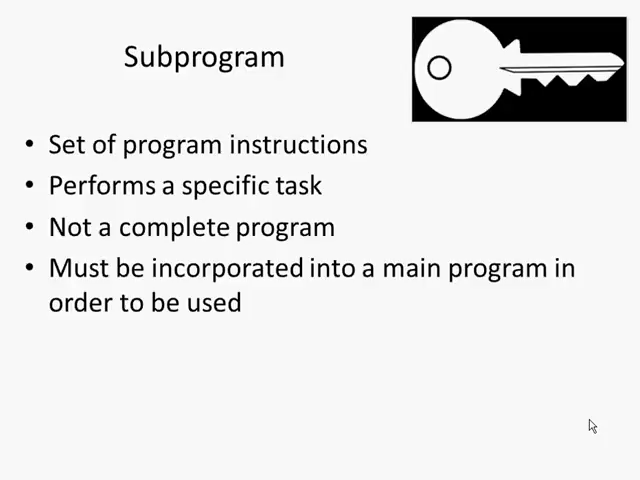 Subprogram
• Set of program instructions
• Performs a specific task
• Not a complete program
• Must be incorporated into a main program in
order to be used